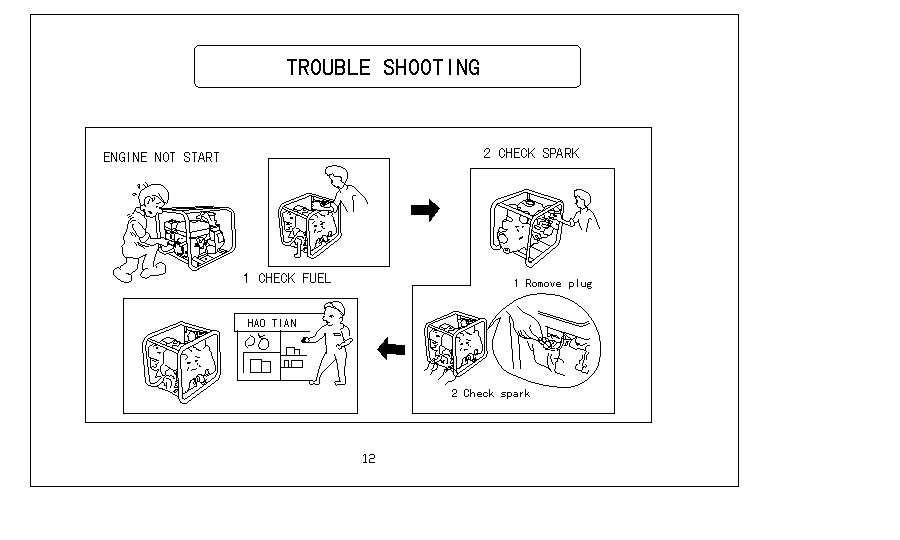 TROUBLE SHOOTING
ENGINE NOT START
1 CHECK FUEL
2 CHECK SPARK
1 Romove plug
2 Check spark
HAO TIAN
12